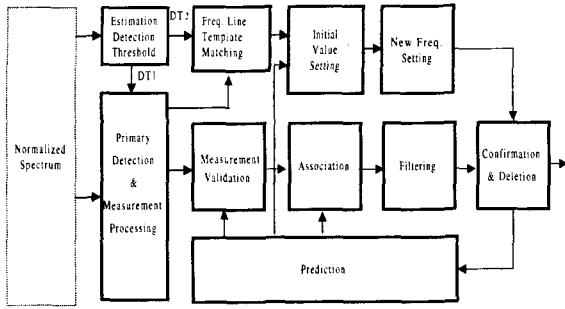 Normalized
Spectrum
Estimation
Detection
Threshold
DT2
DT1
Freq. Line
Template
Matching
Initial
Value
Setting
New Freq.
Setting
Primary
Detection
&
Measurement
Processing
Measurement
Validation
Association
Filtering
Confirmation
& Deletion
Prediction